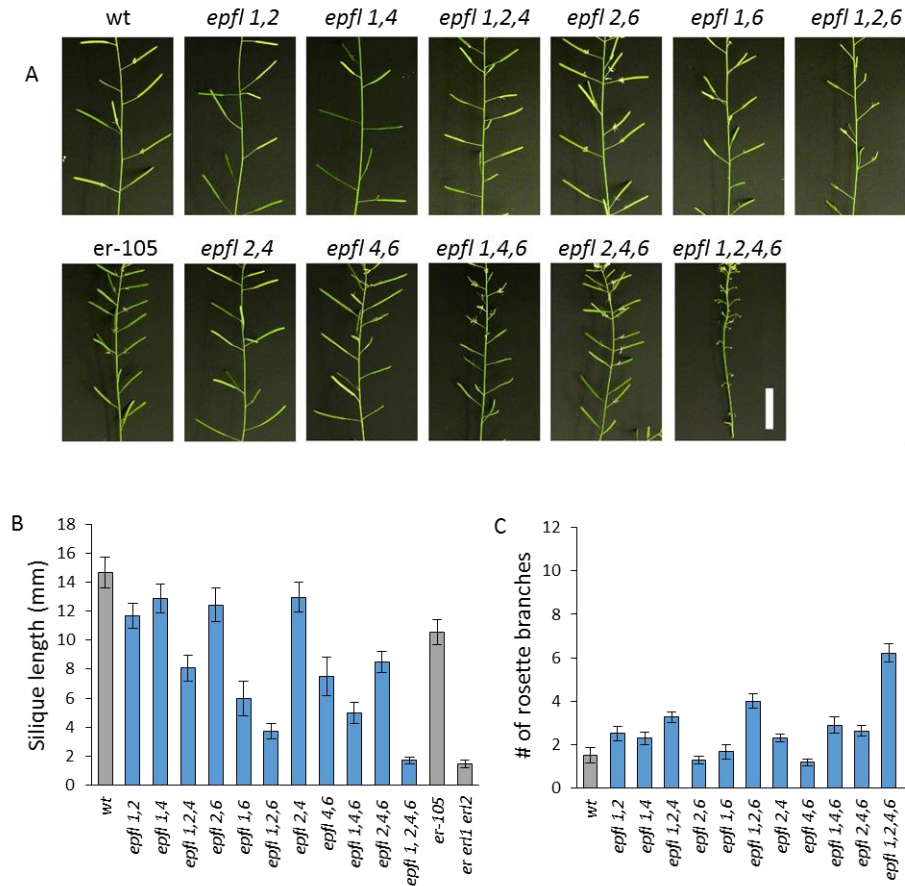 wt epfl 1,2 epfl 1,4 epfl 1,2,4 epfl 2,6 epfl 1,6 epfl 1,2,6
A
er-105 epfl 2,4 epfl 4,6 epfl 1,4,6 epfl 2,4,6 epfl 1,2,4,6
B
Silique length (mm)
18
16
14
12
10
8
6
4
2
0
wt epfl 1,2 epfl 1,4 epfl 1,2,4 epfl 2,6 epfl 1,6 epfl 1,2,6 epfl 2,4 epfl 4,6 epfl 1,4,6 epfl 2,4,6 epfl 1, 2,4,6 er-105 er erl1 erl2
C
# of rosette branches
12
10
8
6
4
2
0
wt epfl 1,2 epfl 1,4 epfl 1,2,4 epfl 2,6 epfl 1,6 epfl 1,2,6 epfl 2,4 epfl 4,6 epfl 1,4,6 epfl 2,4,6 epfl 1,2,4,6